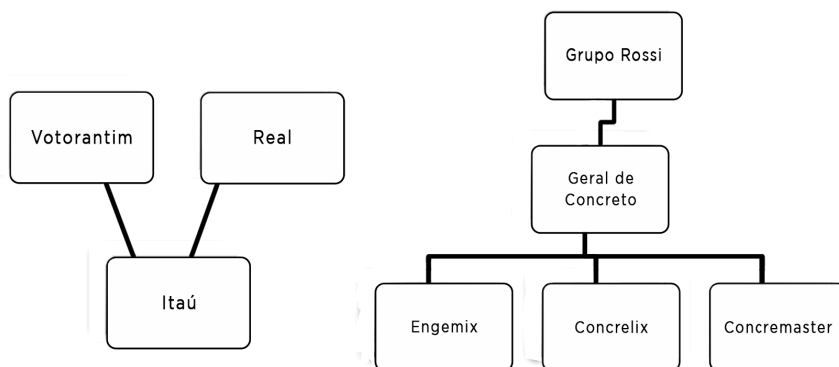 Votorantim
Real
Itaú
Grupo Rossi
Geral de
Concreto
Engemix
Concrelix
Concremaster